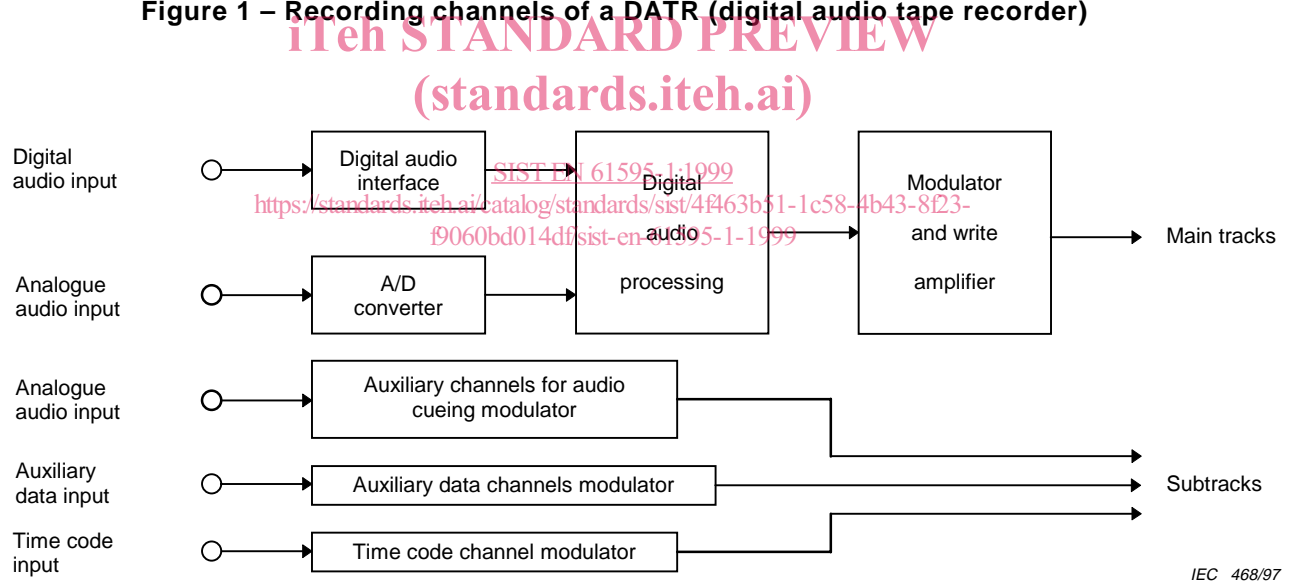 Figure 1 – Recording channels of a DATR (digital audio tape recorder)
iTeh STANDARD PREVIEW
(standards.iteh.ai)
Digital
audio input
Digital audio
interface
SIST EN 61595-1:1999
https://standards.iteh.ai/catalog/standards/sist/4f463b51-1c58-4b43-8f23-
f9060bd014df/sist-en-61595-1-1999
Digital
audio
processing
Modulator
and write
amplifier
Main tracks
Analogue
audio input
A/D
converter
Analogue
audio input
Auxiliary channels for audio
cueing modulator
Auxiliary
data input
Auxiliary data channels modulator
Subtracks
Time code
input
Time code channel modulator
IEC 468/97